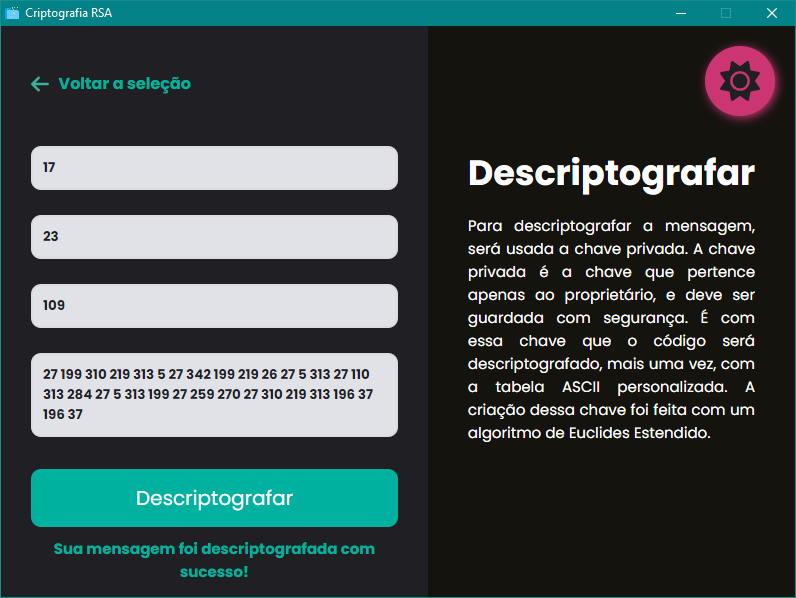 Criptografia RSA
Voltar a seleção
17
23
109
27 199 310 219 313 5 27 342 199 219 26 27 5 313 27 110
313 284 27 5 313 199 27 259 270 27 310 219 313 196 37
196 37
Descriptografar
Sua mensagem foi descriptografada com
sucesso!
Descriptografar
Para descriptografar a mensagem,
será usada a chave privada. A chave
privada é a chave que pertence
apenas ao proprietário, e deve ser
guardada com segurança. É com
essa chave que o código será
descriptografado, mais uma vez, com
a tabela ASCII personalizada. A
criação dessa chave foi feita com um
algoritmo de Euclides Estendido.